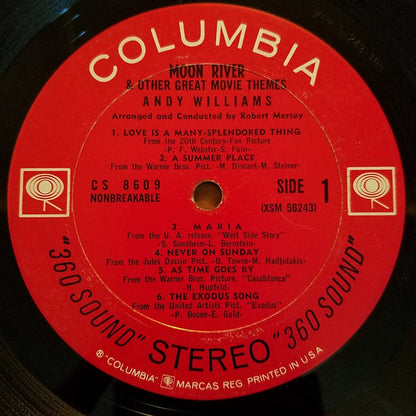 COLUMBIA
MOON RIVER
& OTHER GREAT MOVIE THEMES
ANDY WILLIAMS
Arranged and Conducted by Robert Mersey
1. LOVE IS A MANY-SPLENDORED THING
From the 20th Century-Fox Picture
- P. F. Webster-S. Fain-
2. A SUMMER PLACE
From the Warner Bros. Pict. -M. Discant-M. Steiner-
CS 8609
NONBREAKABLE
SIDE 1
(XSM 56243)
3. MARIA
From the U. A. release, "West Side Story"
- S. Sondheim-L. Bernstein-
4. NEVER ON SUNDAY
From the Jules Dassin Pict. -B. Towne-M. Hadjidakis-
5. AS TIME GOES BY
From the Warner Bros. Picture, "Casablanca"
- H. Hupfeld-
6. THE EXODUS SONG
From the United Artists Pict. "Exodus"
- P. Boone-E. Gold-
"360 SOUND" STEREO "360 SOUND"
® "COLUMBIA" MARCAS REG. PRINTED IN U.S.A.